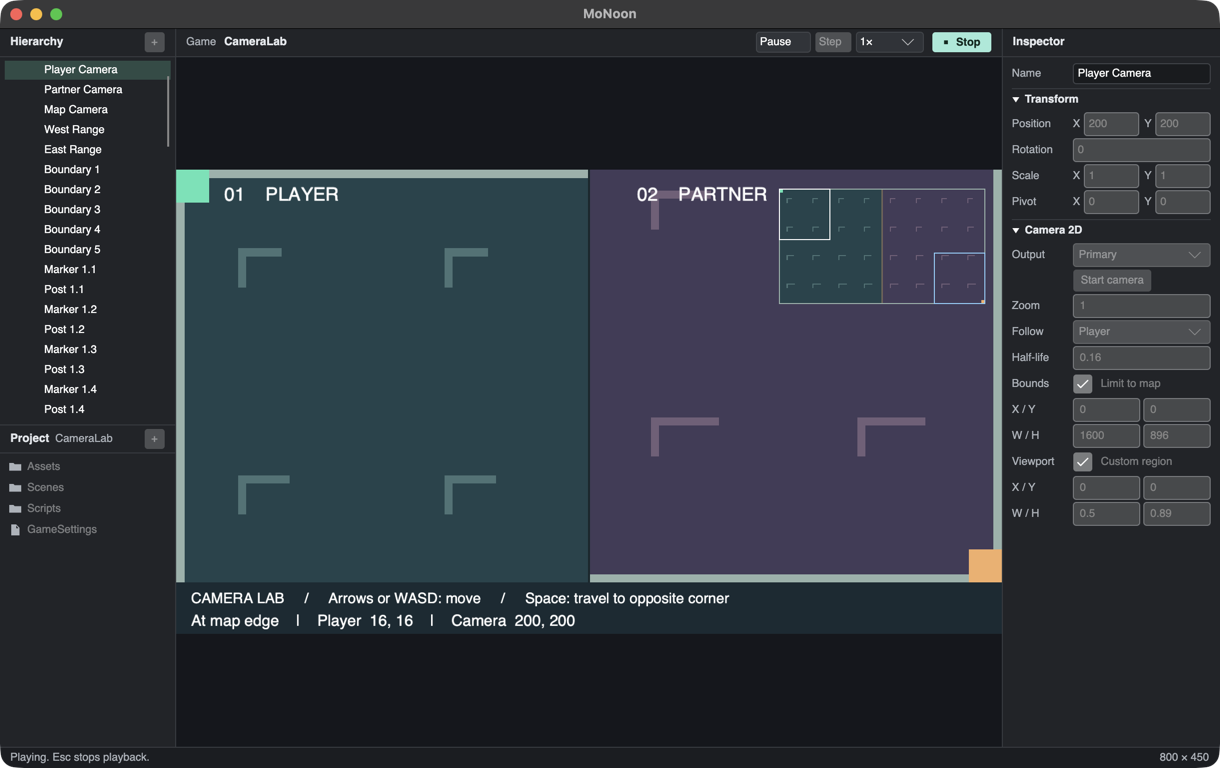 MoNoon
Hierarchy +
Game CameraLab Pause Step 1× Stop
Inspector
Player Camera
Partner Camera
Map Camera
West Range
East Range
Boundary 1
Boundary 2
Boundary 3
Boundary 4
Boundary 5
Marker 1.1
Post 1.1
Marker 1.2
Post 1.2
Marker 1.3
Post 1.3
Marker 1.4
Post 1.4
Project CameraLab +
Assets
Scenes
Scripts
GameSettings
01 PLAYER
02 PARTNER
CAMERA LAB / Arrows or WASD: move / Space: travel to opposite corner
At map edge | Player 16, 16 | Camera 200, 200
Name Player Camera
Transform
Position X 200 Y 200
Rotation 0
Scale X 1 Y 1
Pivot X 0 Y 0
Camera 2D
Output Primary
Start camera
Zoom 1
Follow Player
Half-life 0.16
Bounds Limit to map
X / Y 0 0
W / H 1600 896
Viewport Custom region
X / Y 0 0
W / H 0.5 0.89
Playing. Esc stops playback.
800 × 450